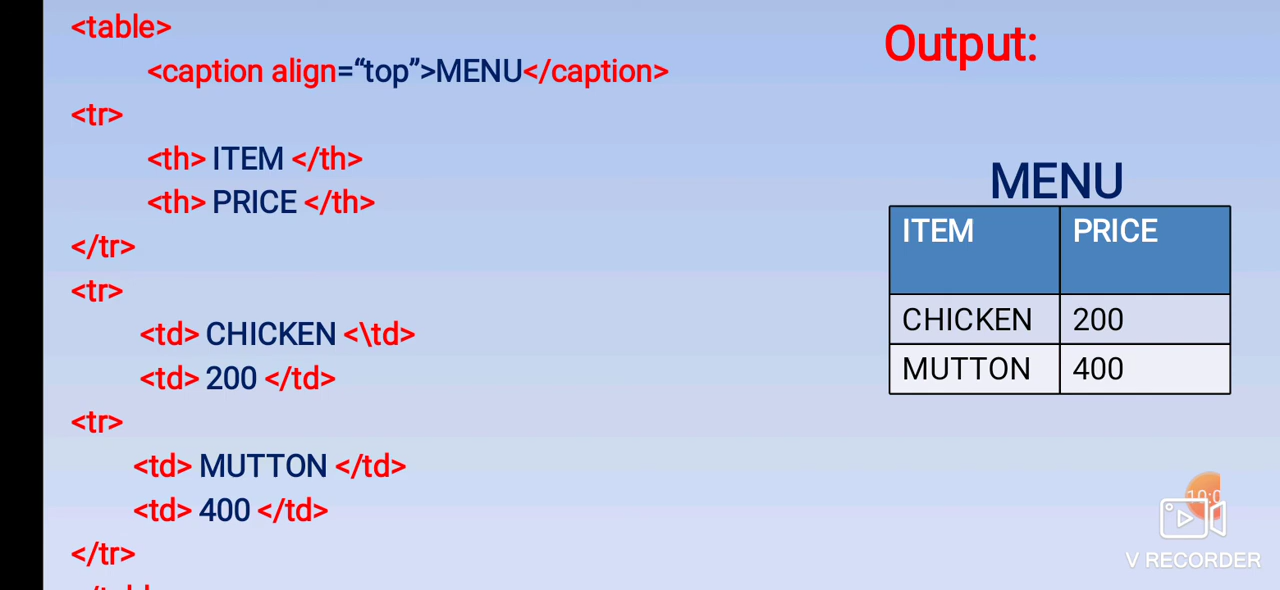 <table>
<caption align=“top”>MENU</caption>
<tr>
<th> ITEM </th>
<th> PRICE </th>
</tr>
<tr>
<td> CHICKEN <\td>
<td> 200 </td>
<tr>
<td> MUTTON </td>
<td> 400 </td>
</tr>
Output:
MENU
ITEM PRICE
CHICKEN 200
MUTTON 400
V RECORDER